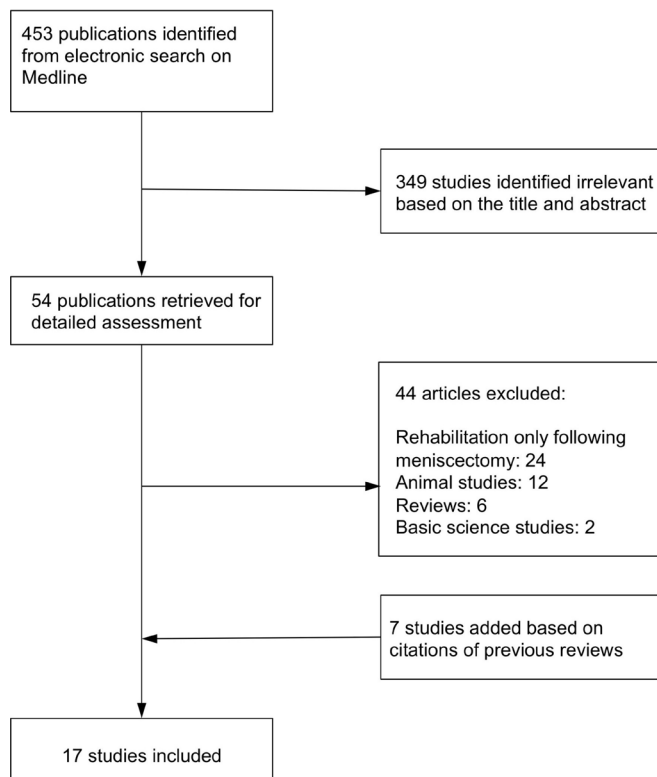 453 publications identified
from electronic search on
Medline
349 studies identified irrelevant
based on the title and abstract
54 publications retrieved for
detailed assessment
44 articles excluded:
Rehabilitation only following
meniscectomy: 24
Animal studies: 12
Reviews: 6
Basic science studies: 2
7 studies added based on
citations of previous reviews
17 studies included